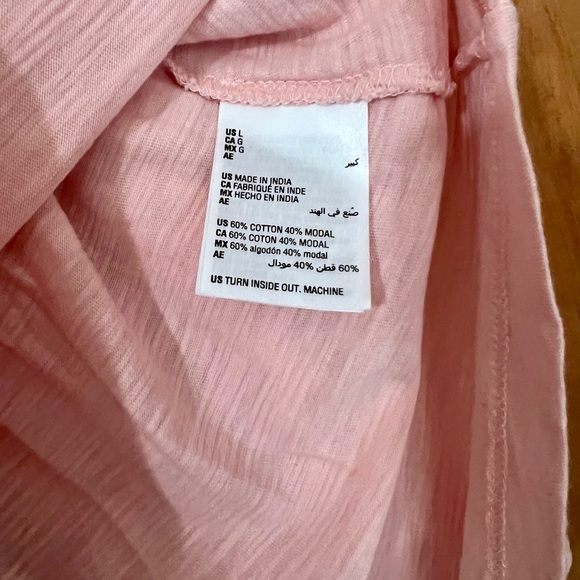 US L
CA G
MX G
AE كبير
US MADE IN INDIA
CA FABRIQUÉ EN INDE
MX HECHO EN INDIA
AE صُنع في الهند
US 60% COTTON 40% MODAL
CA 60% COTON 40% MODAL
MX 60% algodón 40% modal
AE 60% قطن 40% مودال
US TURN INSIDE OUT. MACHINE